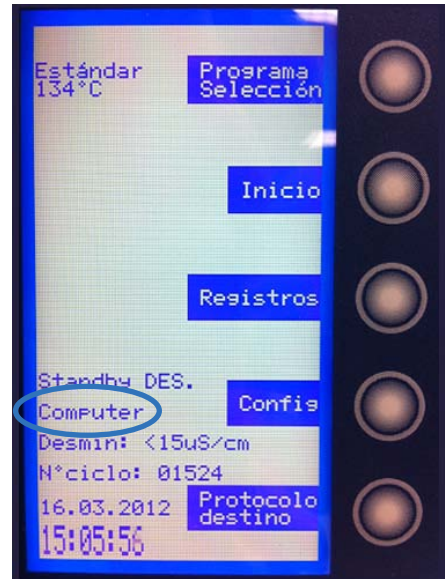 Estándar
134°C
Programa
Selección
Inicio
Registros
Standby DES.
Computer
Config
Desmin: <15uS/cm
N°ciclo: 01524
16.03.2012
Protocolo
destino
15:05:56